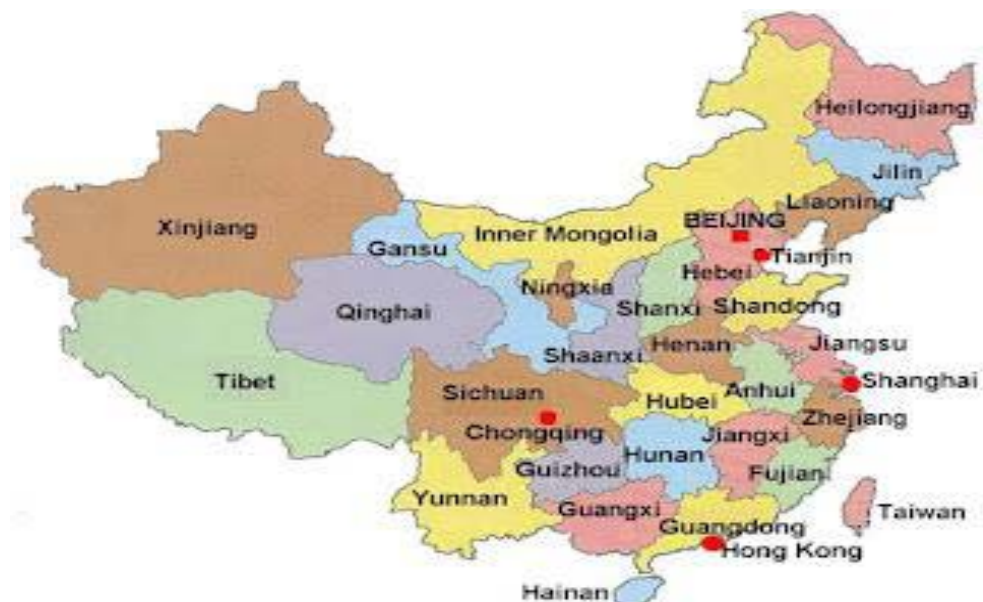 Heilongjiang
Jilin
Liaoning
BEIJING
Xinjiang
Inner Mongolia
Gansu
Tianjin
Hebei
Ningxia
Qinghai
Shanxi
Shandong
Henan
Jiangsu
Shaanxi
Tibet
Sichuan
Anhui
Shanghai
Hubei
Zhejiang
Chongqing
Jiangxi
Hunan
Guizhou
Fujian
Yunnan
Guangxi
Taiwan
Guangdong
Hong Kong
Hainan